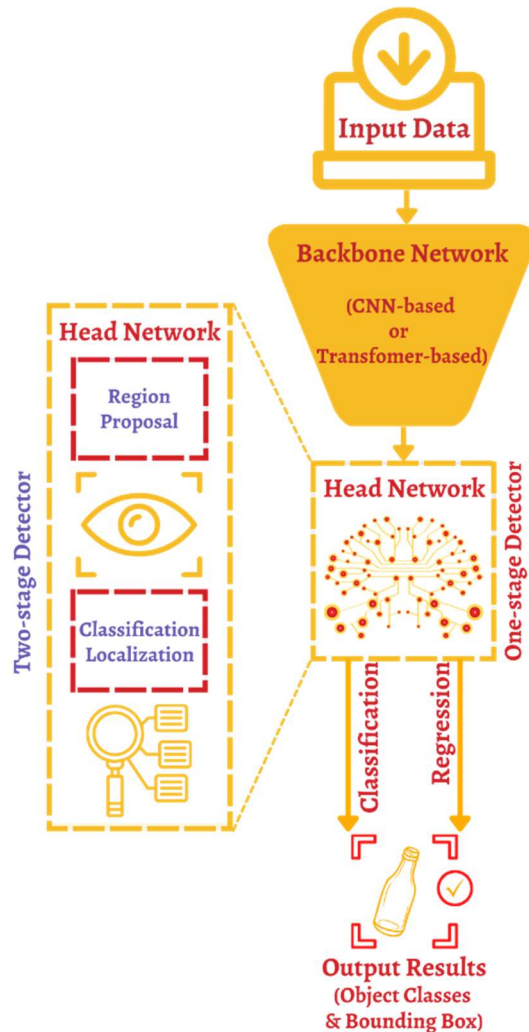 Input Data
Backbone Network
(CNN-based
or
Transfomer-based)
Two-stage Detector
Head Network
Region
Proposal
Classification
Localization
Head Network
One-stage Detector
Classification
Regression
Output Results
(Object Classes
& Bounding Box)